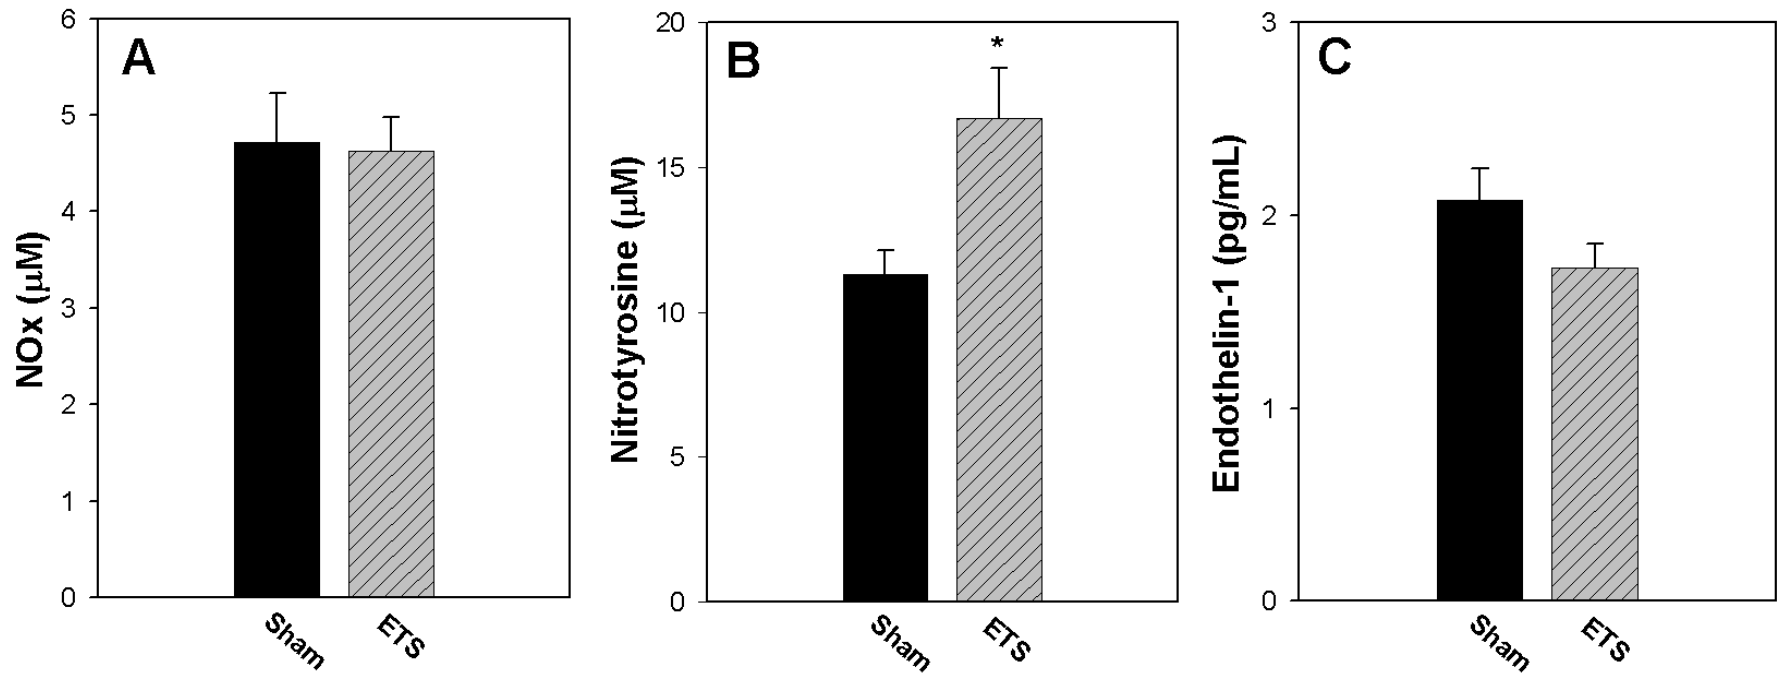 A
NOx (μM)
6
5
4
3
2
1
0
Sham
ETS
B
*
Nitrotyrosine (μM)
20
15
10
5
0
Sham
ETS
C
Endothelin-1 (pg/mL)
3
2
1
0
Sham
ETS